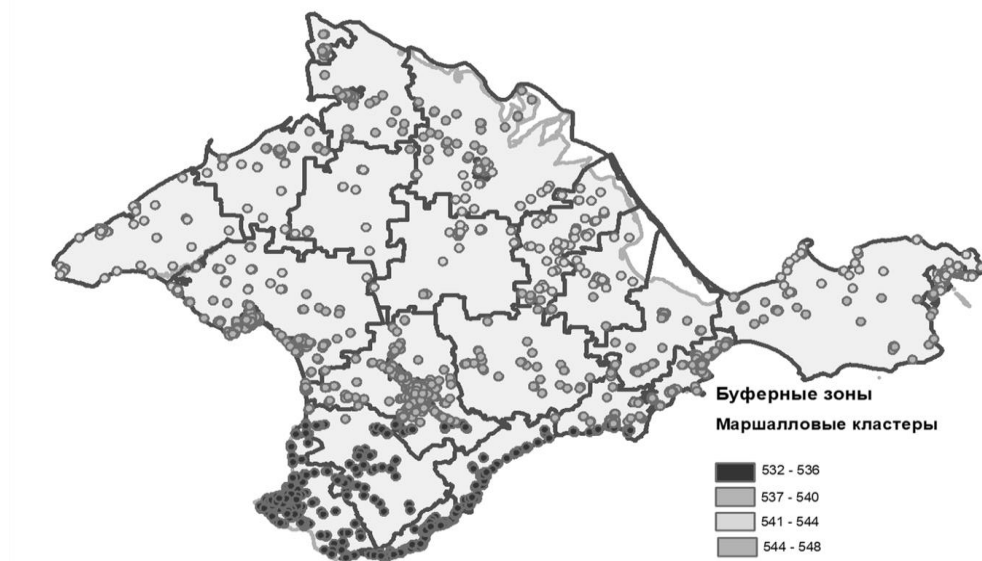 Буферные зоны
Маршалловые кластеры
532 - 536
537 - 540
541 - 544
544 - 548